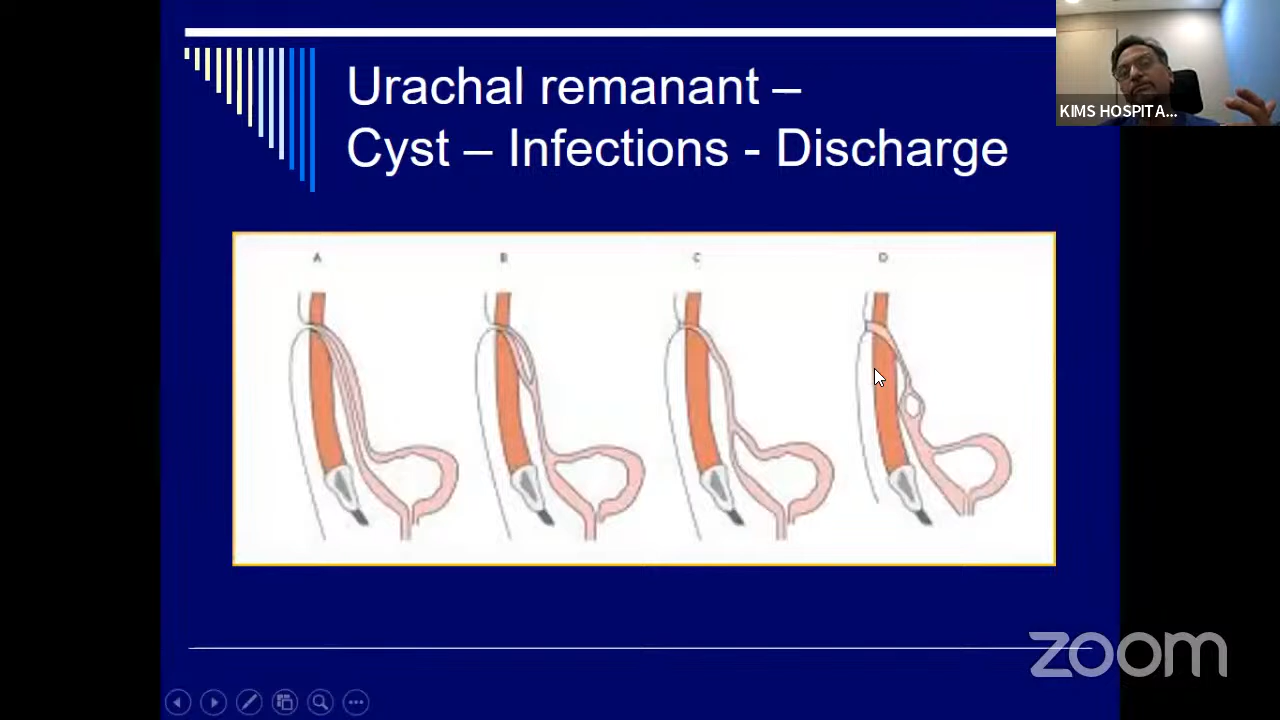 Urachal remanant –
Cyst – Infections - Discharge
KIMS HOSPITA...
A B C D
zoom